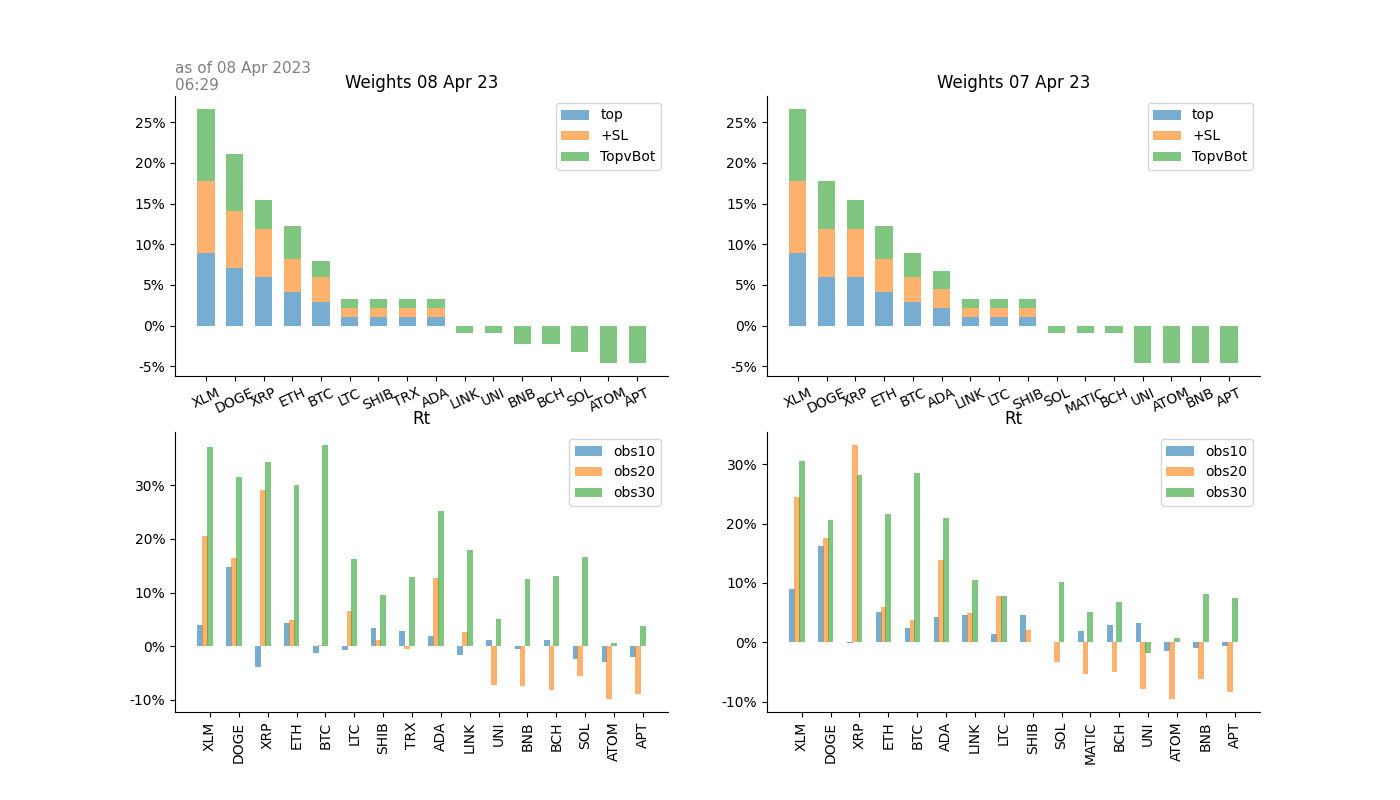 as of 08 Apr 2023
06:29
Weights 08 Apr 23
25%
20%
15%
10%
5%
0%
-5%
top
+SL
TopvBot
XLM DOGE XRP ETH BTC LTC SHIB TRX ADA LINK UNI BNB BCH SOL ATOM APT
Weights 07 Apr 23
25%
20%
15%
10%
5%
0%
-5%
top
+SL
TopvBot
XLM DOGE XRP ETH BTC ADA LINK LTC SHIB SOL MATIC BCH UNI ATOM BNB APT
Rt
30%
20%
10%
0%
-10%
obs10
obs20
obs30
XLM DOGE XRP ETH BTC LTC SHIB TRX ADA LINK UNI BNB BCH SOL ATOM APT
Rt
30%
20%
10%
0%
-10%
obs10
obs20
obs30
XLM DOGE XRP ETH BTC ADA LINK LTC SHIB SOL MATIC BCH UNI ATOM BNB APT